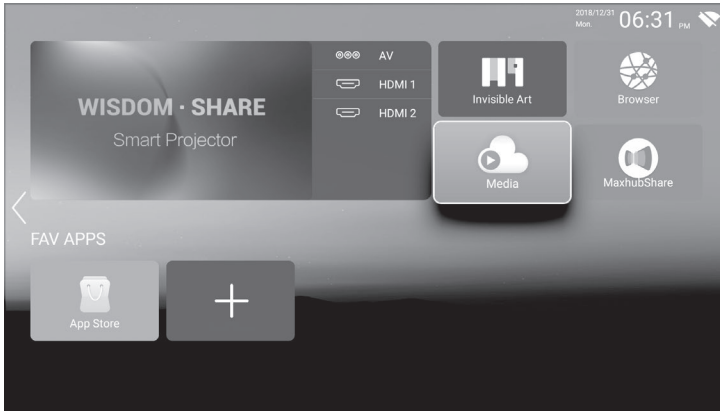 2018/12/31
Mon.
06:31 PM
WISDOM · SHARE
Smart Projector
AV
HDMI 1
HDMI 2
Invisible Art
Browser
Media
MaxhubShare
FAV APPS
App Store